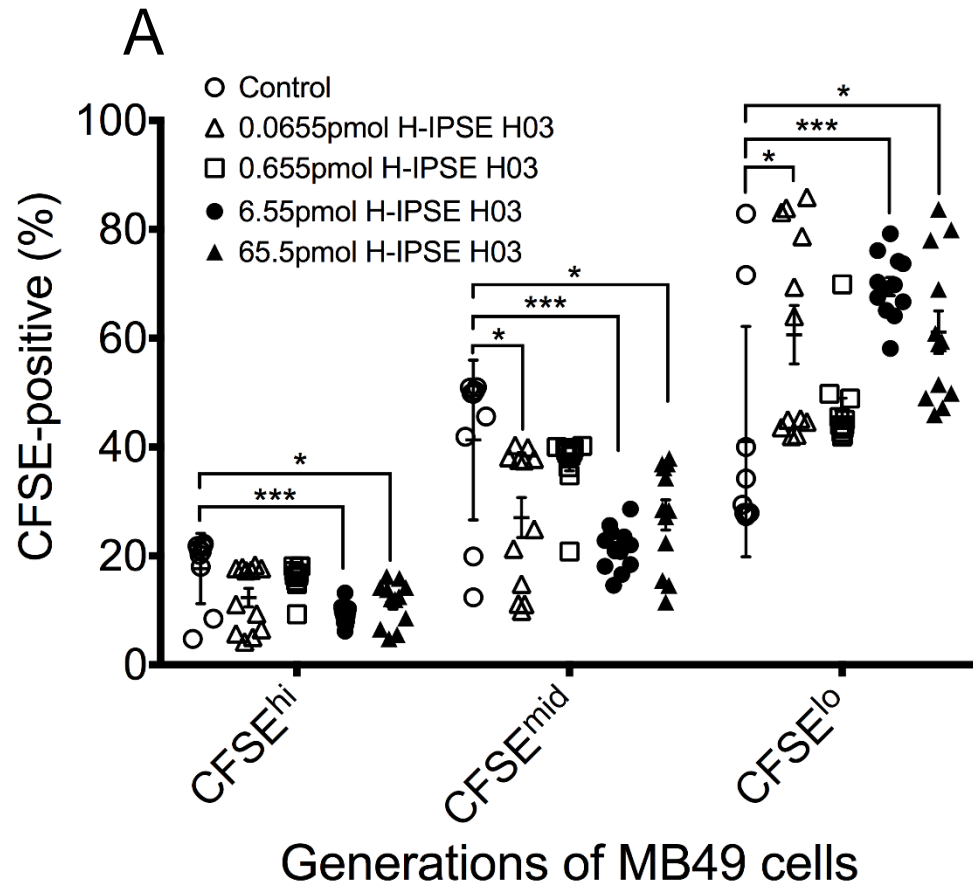 A
Control
0.0655pmol H-IPSE H03
0.655pmol H-IPSE H03
6.55pmol H-IPSE H03
65.5pmol H-IPSE H03
CFSE-positive (%)
100
80
60
40
20
0
*
***
*
*
***
*
*
***
CFSEhi
CFSEmid
CFSElo
Generations of MB49 cells